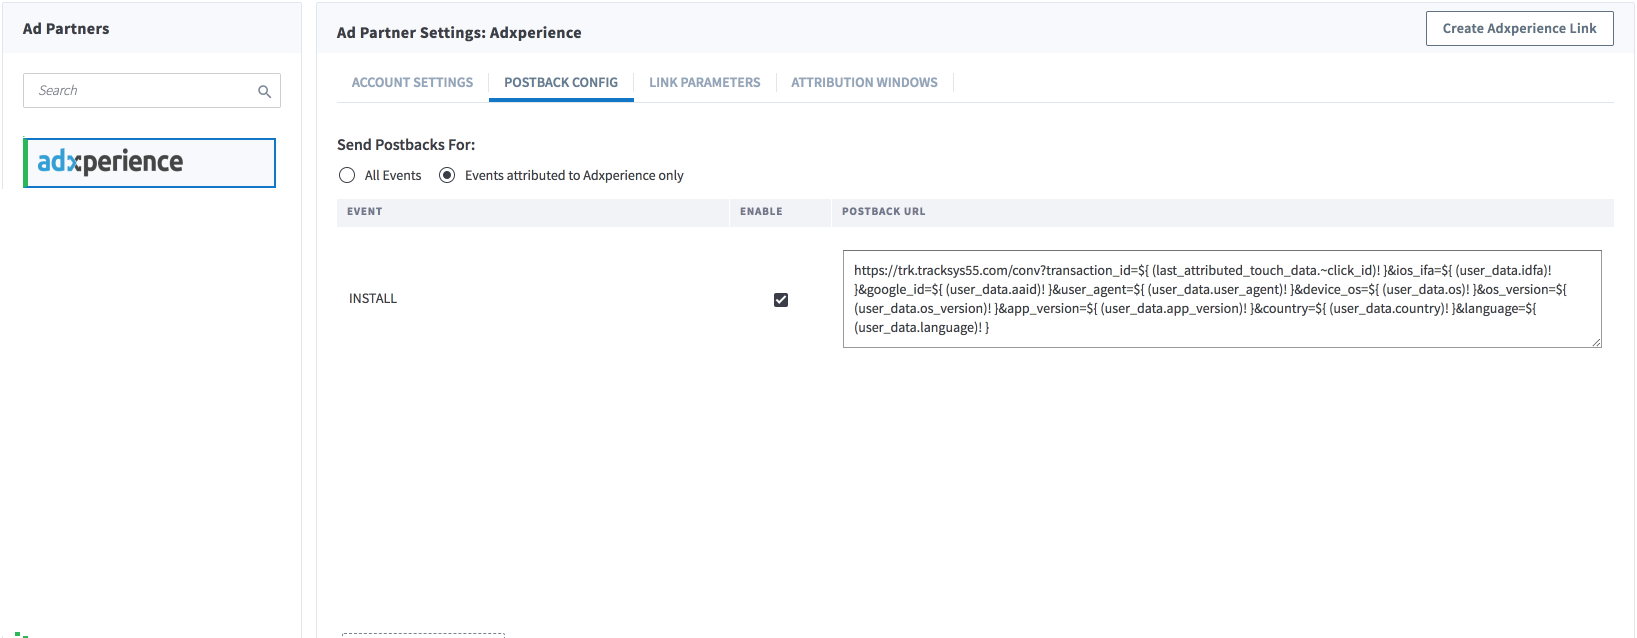 Ad Partners
Search
adxperience
Ad Partner Settings: Adxperience
Create Adxperience Link
ACCOUNT SETTINGS
POSTBACK CONFIG
LINK PARAMETERS
ATTRIBUTION WINDOWS
Send Postbacks For:
All Events
Events attributed to Adxperience only
EVENT
ENABLE
POSTBACK URL
INSTALL
https://trk.tracksys55.com/conv?transaction_id=${ (last_attributed_touch_data.~click_id)! }&ios_ifa=${ (user_data.idfa)!
}&google_id=${ (user_data.aaid)! }&user_agent=${ (user_data.user_agent)! }&device_os=${ (user_data.os)! }&os_version=${
(user_data.os_version)! }&app_version=${ (user_data.app_version)! }&country=${ (user_data.country)! }&language=${
(user_data.language)! }